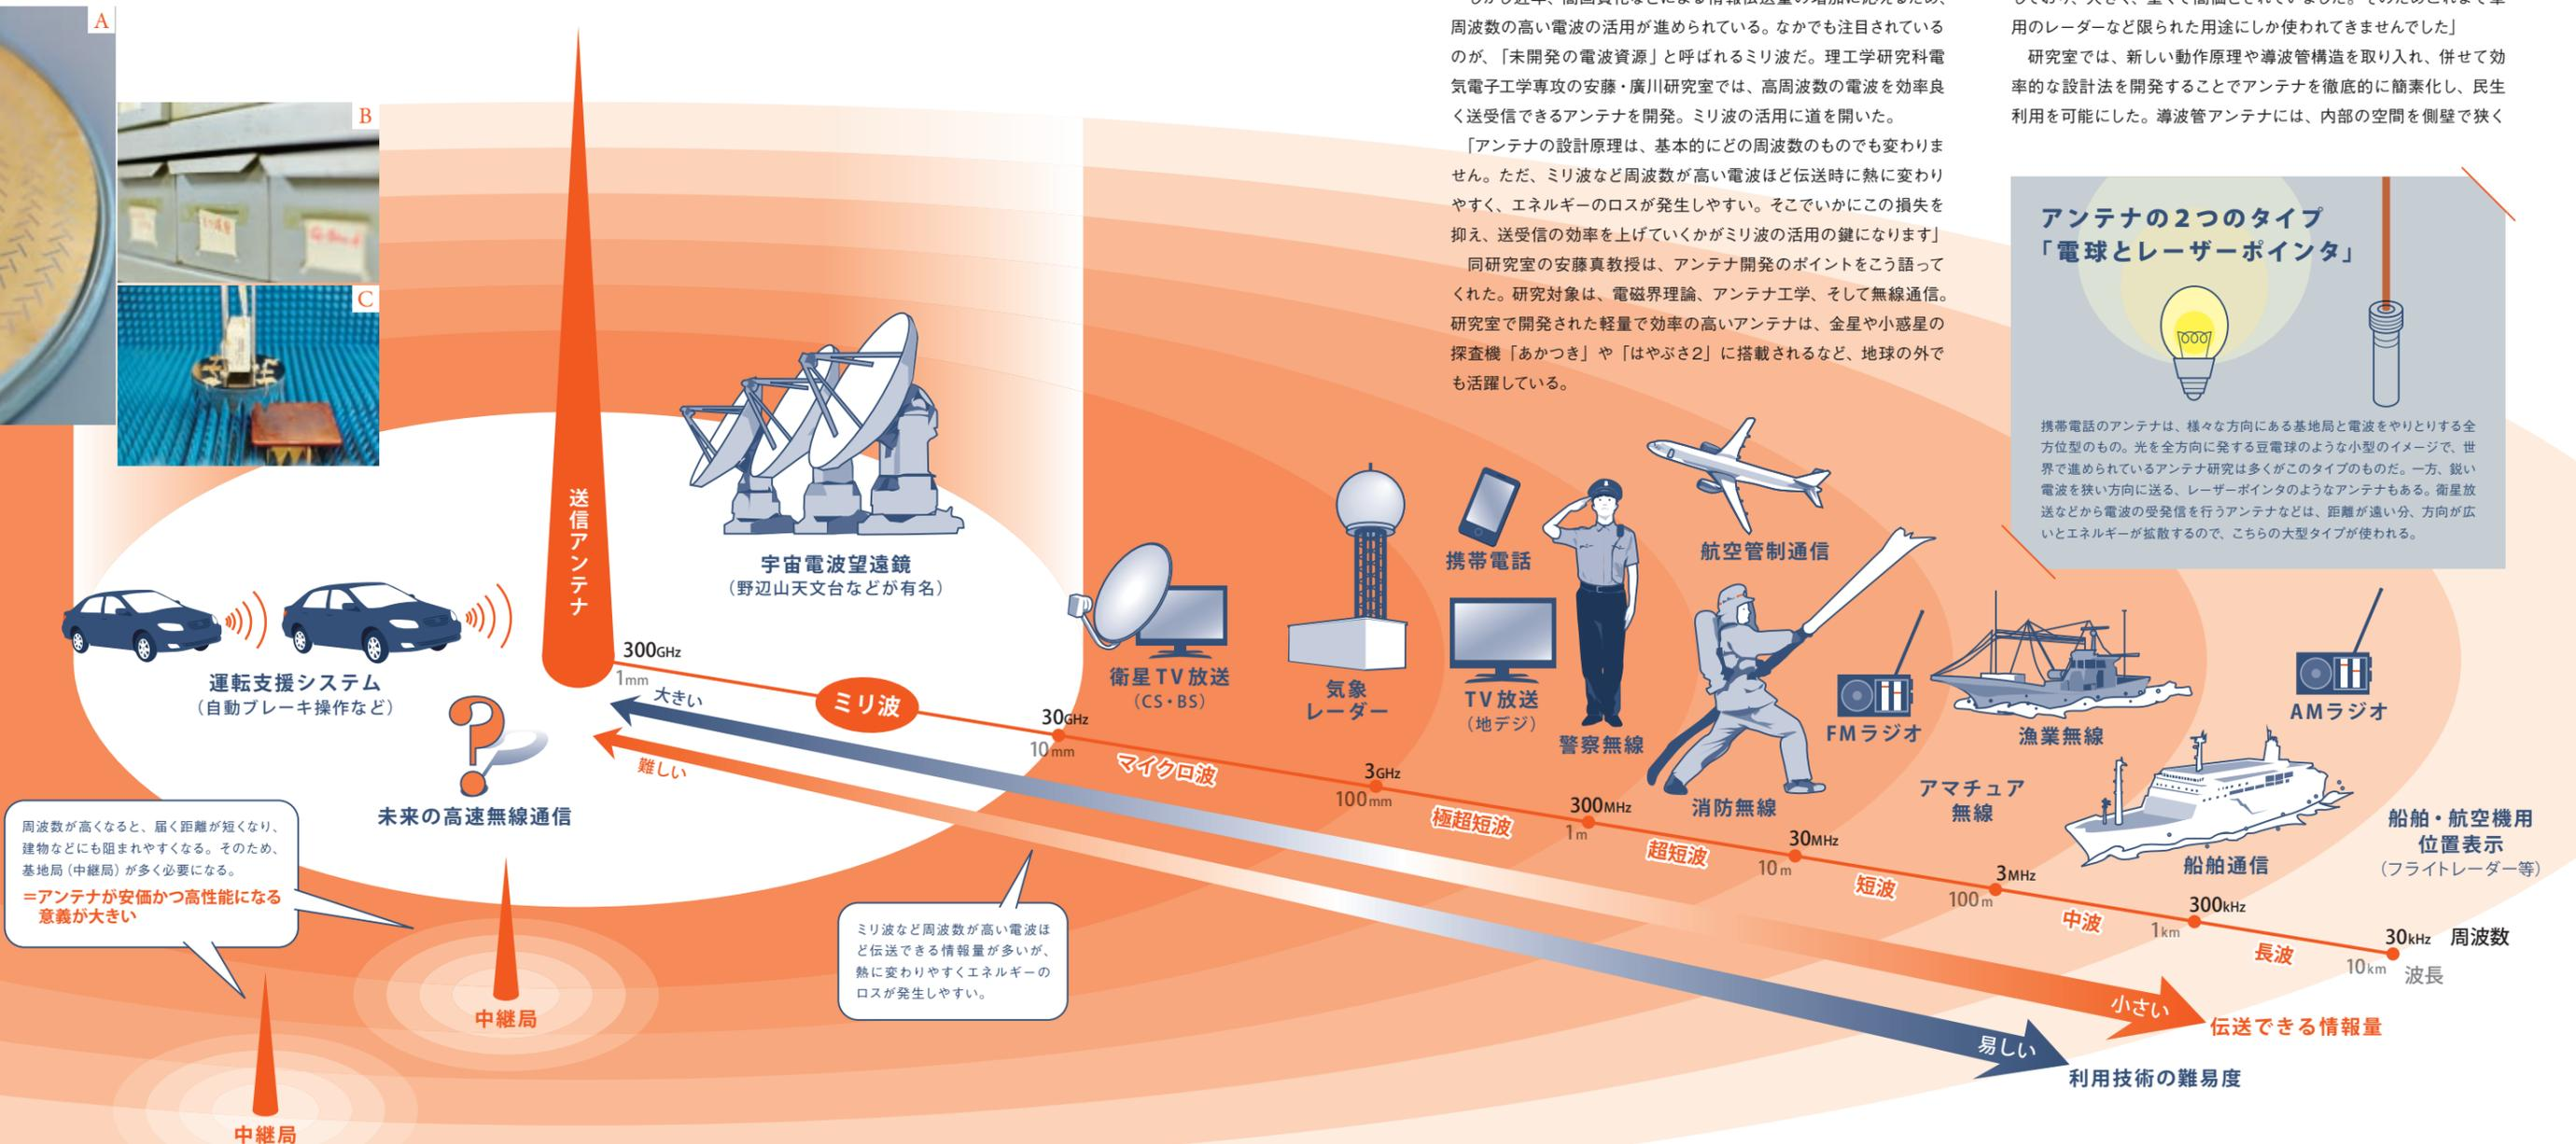 A
B
C
周波数の高い電波の活用が進められている。なかでも注目されている
のが、「未開発の電波資源」と呼ばれるミリ波だ。理工学研究科電
気電子工学専攻の安藤・廣川研究室では、高周波数の電波を効率良
く送受信できるアンテナを開発。ミリ波の活用に道を開いた。
「アンテナの設計原理は、基本的にどの周波数のものでも変わりま
せん。ただ、ミリ波など周波数が高い電波ほど伝送時に熱に変わり
やすく、エネルギーのロスが発生しやすい。そこでいかにこの損失を
抑え、送受信の効率を上げていくかがミリ波の活用の鍵になります」
同研究室の安藤真教授は、アンテナ開発のポイントをこう語って
くれた。研究対象は、電磁界理論、アンテナ工学、そして無線通信。
研究室で開発された軽量で効率の高いアンテナは、金星や小惑星の
探査機「あかつき」や「はやぶさ2」に搭載されるなど、地球の外で
も活躍している。
用のレーダーなど限られた用途にしか使われてきませんでした」
研究室では、新しい動作原理や導波管構造を取り入れ、併せて効
率的な設計法を開発することでアンテナを徹底的に簡素化し、民生
利用を可能にした。導波管アンテナには、内部の空間を側壁で狭く
アンテナの2つのタイプ
「電球とレーザーポインタ」
携帯電話のアンテナは、様々な方向にある基地局と電波をやりとりする全
方位型のもの。光を全方向に発する豆電球のような小型のイメージで、世
界で進められているアンテナ研究は多くがこのタイプのものだ。一方、鋭い
電波を狭い方向に送る、レーザーポインタのようなアンテナもある。衛星放
送などから電波の受発信を行うアンテナなどは、距離が遠い分、方向が広
いとエネルギーが拡散するので、こちらの大型タイプが使われる。
送信アンテナ
宇宙電波望遠鏡
(野辺山天文台などが有名)
運転支援システム
(自動ブレーキ操作など)
未来の高速無線通信
衛星TV放送
(CS・BS)
気象
レーダー
携帯電話
TV放送
(地デジ)
警察無線
航空管制通信
消防無線
FMラジオ
漁業無線
アマチュア
無線
船舶通信
AMラジオ
船舶・航空機用
位置表示
(フライトレーダー等)
300GHz
1mm
ミリ波
30GHz
10mm
マイクロ波
3GHz
100mm
極超短波
300MHz
1m
超短波
30MHz
10m
短波
3MHz
100m
中波
300kHz
1km
長波
30kHz 周波数
10km 波長
大きい
難しい
小さい
伝送できる情報量
易しい
利用技術の難易度
周波数が高くなると、届く距離が短くなり、
建物などにも阻まれやすくなる。そのため、
基地局(中継局)が多く必要になる。
=アンテナが安価かつ高性能になる
意義が大きい
ミリ波など周波数が高い電波ほ
ど伝送できる情報量が多いが、
熱に変わりやすくエネルギーの
ロスが発生しやすい。
中継局
中継局